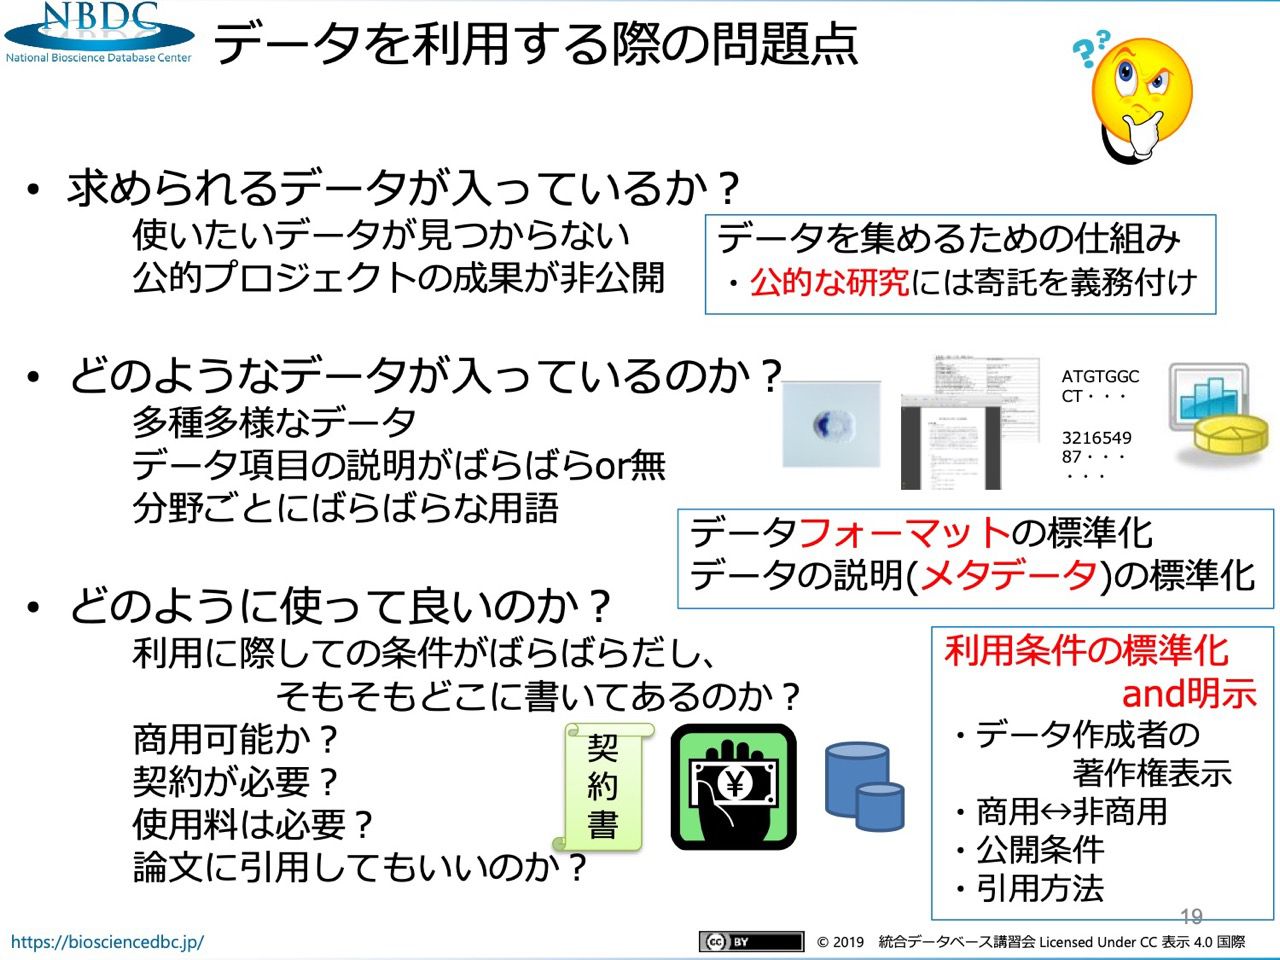 NBDC
National Bioscience Database Center
データを利用する際の問題点
??
• 求められるデータが入っているか？
使いたいデータが見つからない
公的プロジェクトの成果が非公開
データを集めるための仕組み
・公的な研究には寄託を義務付け
• どのようなデータが入っているのか？
多種多様なデータ
データ項目の説明がばらばらor無
分野ごとにばらばらな用語
ATGTGGC
CT・・・
3216549
87・・・
・・・
データフォーマットの標準化
データの説明(メタデータ)の標準化
• どのように使って良いのか？
利用に際しての条件がばらばらだし、
そもそもどこに書いてあるのか？
商用可能か？
契約が必要？
使用料は必要？
論文に引用してもいいのか？
契
約
書
¥
利用条件の標準化
and明示
・データ作成者の
著作権表示
・商用↔非商用
・公開条件
・引用方法
19
https://biosciencedbc.jp/
cc BY
© 2019 統合データベース講習会 Licensed Under CC 表示 4.0 国際